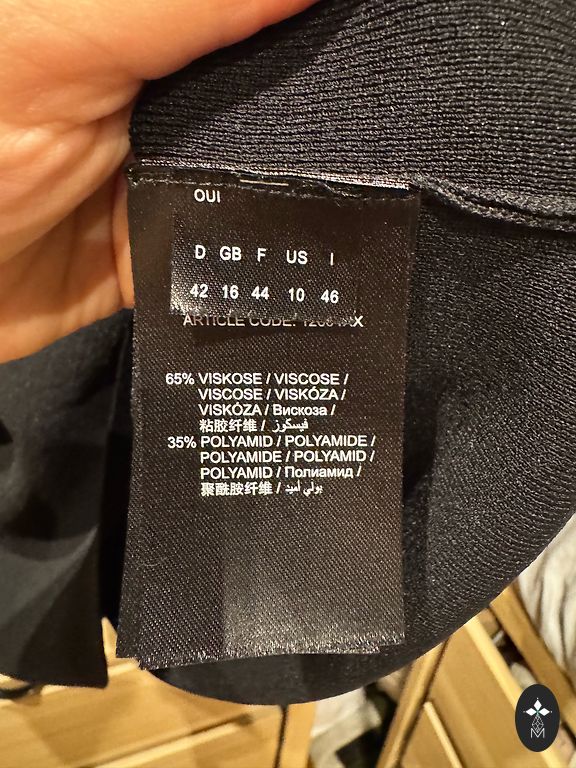 OUI
D GB F US I
42 16 44 10 46
ARTICLE CODE:
65% VISKOSE / VISCOSE /
VISCOSE / VISKÓZA /
VISKÓZA / Вискоза /
粘胶纤维 / فيسكوز /
35% POLYAMID / POLYAMIDE /
POLYAMIDE / POLYAMID /
POLYAMID / Полиамид /
聚酰胺纤维 / بولي أميد